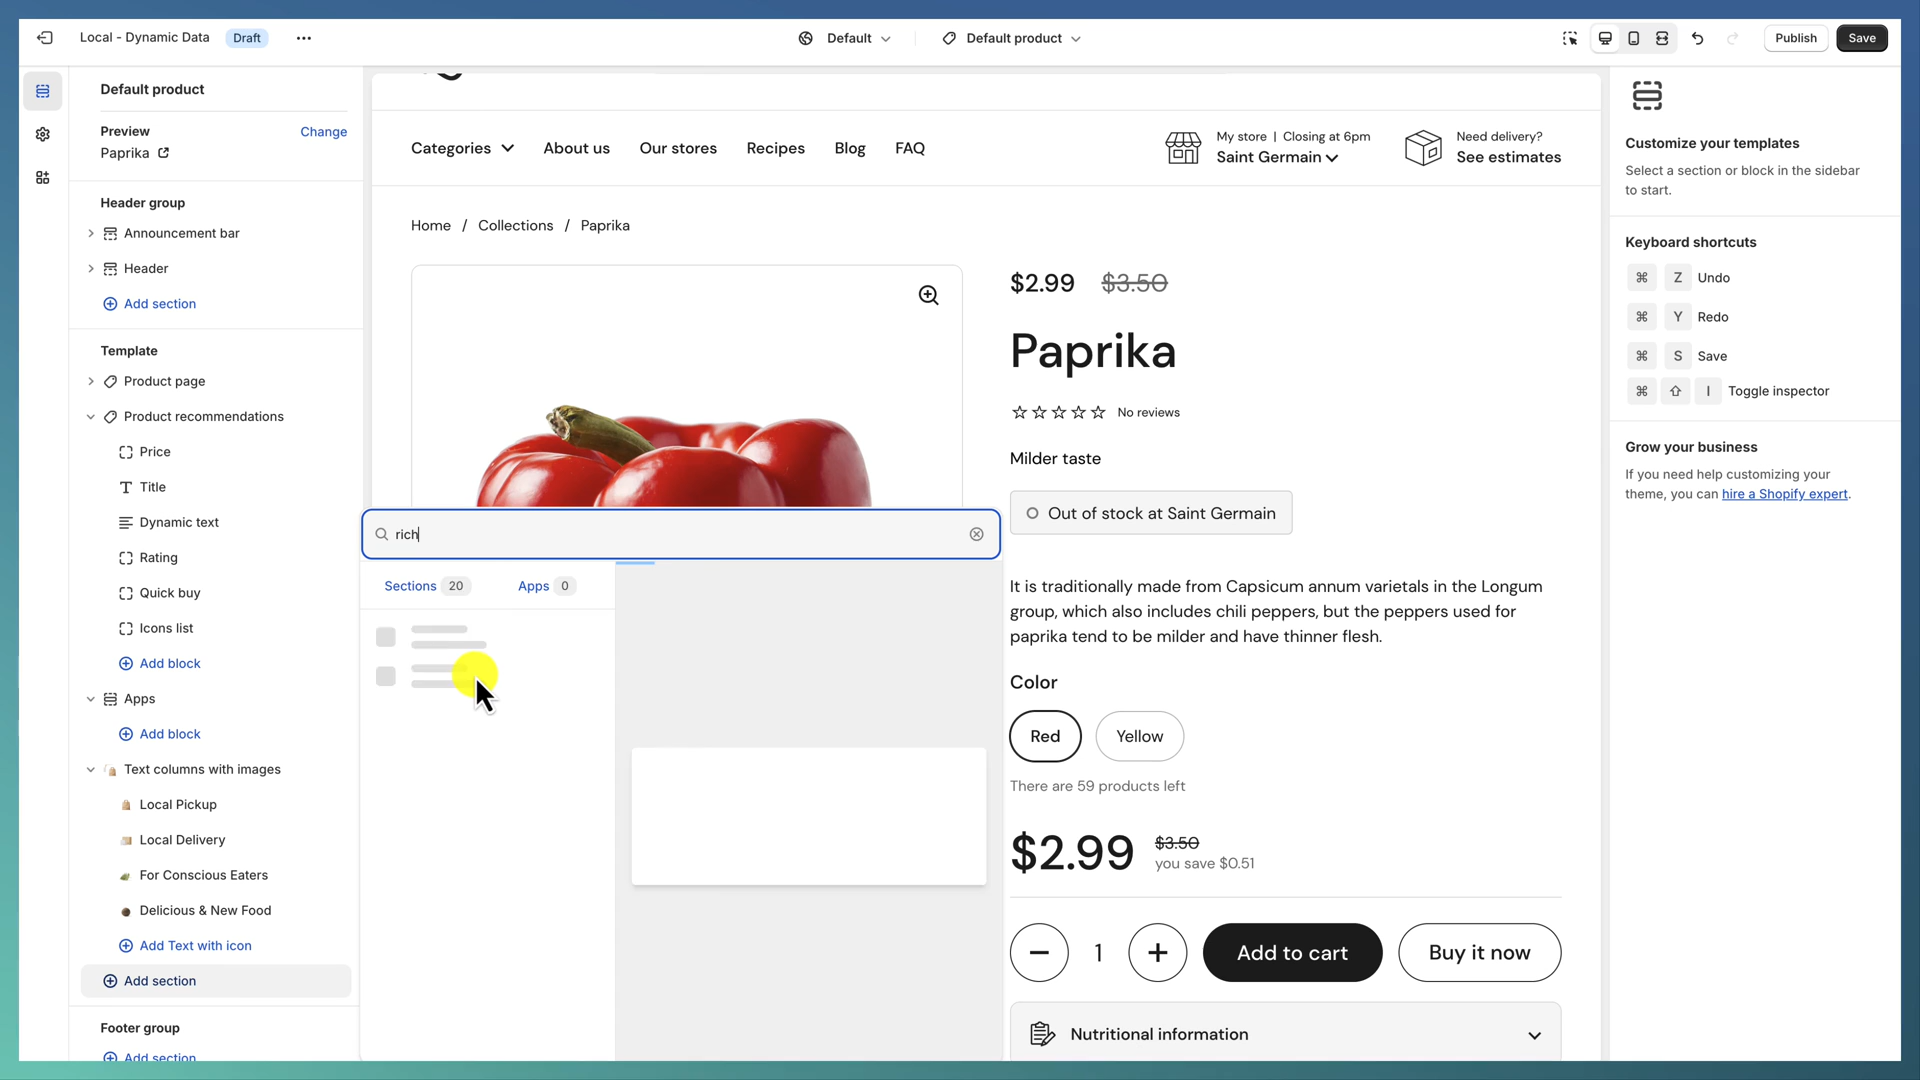 Local - Dynamic Data Draft
Default
Default product
Publish
Save
Default product
Preview
Change
Paprika
Header group
Announcement bar
Header
Add section
Template
Product page
Product recommendations
Price
Title
Dynamic text
Rating
Quick buy
Icons list
Add block
Apps
Add block
Text columns with images
Local Pickup
Local Delivery
For Conscious Eaters
Delicious & New Food
Add Text with icon
Add section
Footer group
Add section
rich
Sections 20
Apps 0
Categories
About us
Our stores
Recipes
Blog
FAQ
My store | Closing at 6pm
Saint Germain
Need delivery?
See estimates
Home / Collections / Paprika
$2.99 $3.50
Paprika
No reviews
Milder taste
Out of stock at Saint Germain
It is traditionally made from Capsicum annum varietals in the Longum
group, which also includes chili peppers, but the peppers used for
paprika tend to be milder and have thinner flesh.
Color
Red
Yellow
There are 59 products left
$2.99
$3.50
you save $0.51
1
Add to cart
Buy it now
Nutritional information
Customize your templates
Select a section or block in the sidebar
to start.
Keyboard shortcuts
⌘ Z Undo
⌘ Y Redo
⌘ S Save
⌘ ⇧ I Toggle inspector
Grow your business
If you need help customizing your
theme, you can hire a Shopify expert.